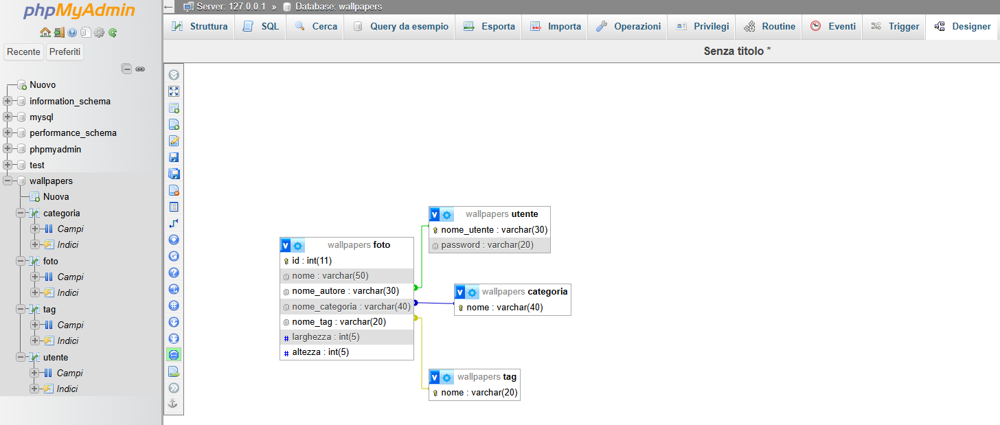 phpMyAdmin
Recente Preferiti
Nuovo
information_schema
mysql
performance_schema
phpmyadmin
test
wallpapers
Nuova
categoria
Campi
Indici
foto
Campi
Indici
tag
Campi
Indici
utente
Campi
Indici
Server: 127.0.0.1 » Database: wallpapers
Struttura SQL Cerca Query da esempio Esporta Importa Operazioni Privilegi Routine Eventi Trigger Designer
Senza titolo *
wallpapers utente
nome_utente : varchar(30)
password : varchar(20)
wallpapers foto
id : int(11)
nome : varchar(50)
nome_autore : varchar(30)
nome_categoria : varchar(40)
nome_tag : varchar(20)
# larghezza : int(5)
# altezza : int(5)
wallpapers categoria
nome : varchar(40)
wallpapers tag
nome : varchar(20)